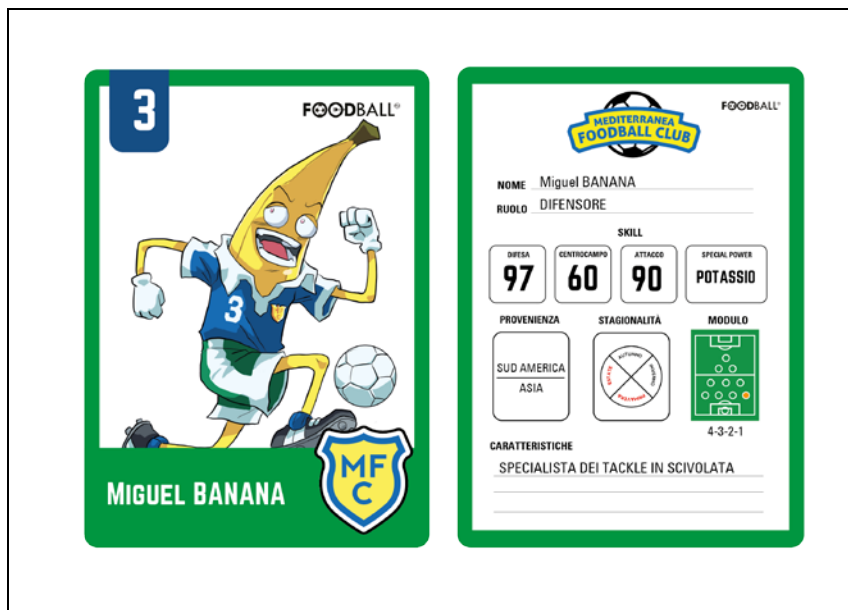 3
FOODBALL®
3
MF
C
MIGUEL BANANA
MEDITERRANEA
FOODBALL CLUB
FOODBALL®
NOME Miguel BANANA
RUOLO DIFENSORE
SKILL
DIFESA CENTROCAMPO ATTACCO SPECIAL POWER
97 60 90 POTASSIO
PROVENIENZA STAGIONALITÀ MODULO
SUD AMERICA
ASIA
AUTUNNO
INVERNO
PRIMAVERA
ESTATE
4-3-2-1
CARATTERISTICHE
SPECIALISTA DEI TACKLE IN SCIVOLATA